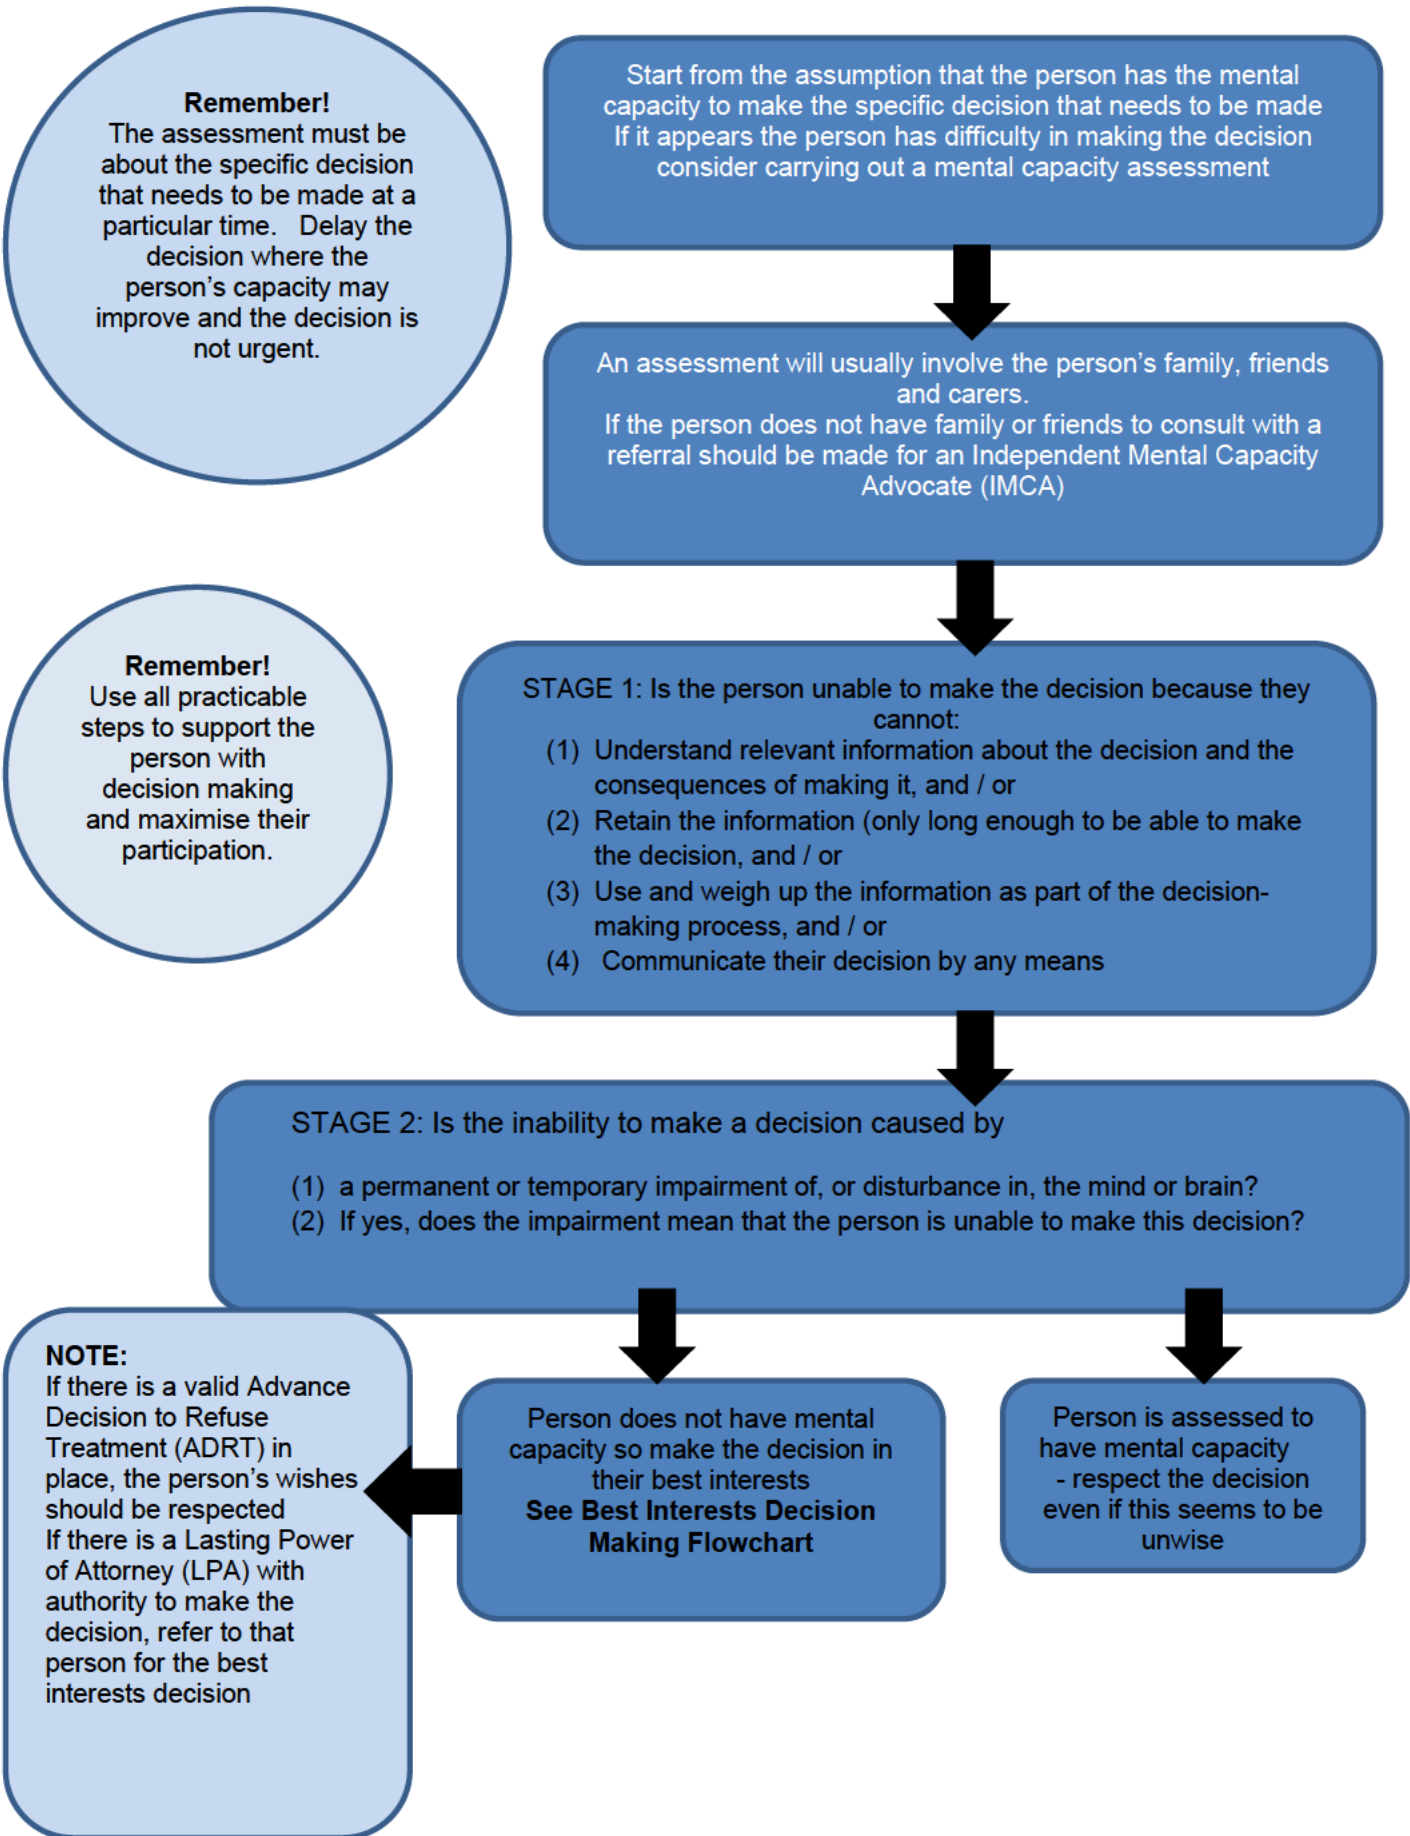 Remember!
The assessment must be
about the specific decision
that needs to be made at a
particular time.   Delay the
decision where the
person’s capacity may
improve and the decision is
not urgent.
Start from the assumption that the person has the mental
capacity to make the specific decision that needs to be made
If it appears the person has difficulty in making the decision
consider carrying out a mental capacity assessment
An assessment will usually involve the person’s family, friends
and carers.
If the person does not have family or friends to consult with a
referral should be made for an Independent Mental Capacity
Advocate (IMCA)
Remember!
Use all practicable
steps to support the
person with
decision making
and maximise their
participation.
STAGE 1: Is the person unable to make the decision because they
cannot:
(1) Understand relevant information about the decision and the
consequences of making it, and / or
(2) Retain the information (only long enough to be able to make
the decision, and / or
(3) Use and weigh up the information as part of the decision-
making process, and / or
(4) Communicate their decision by any means
STAGE 2: Is the inability to make a decision caused by
(1) a permanent or temporary impairment of, or disturbance in, the mind or brain?
(2) If yes, does the impairment mean that the person is unable to make this decision?
NOTE:
If there is a valid Advance
Decision to Refuse
Treatment (ADRT) in
place, the person’s wishes
should be respected
If there is a Lasting Power
of Attorney (LPA) with
authority to make the
decision, refer to that
person for the best
interests decision
Person does not have mental
capacity so make the decision in
their best interests
See Best Interests Decision
Making Flowchart
Person is assessed to
have mental capacity
- respect the decision
even if this seems to be
unwise